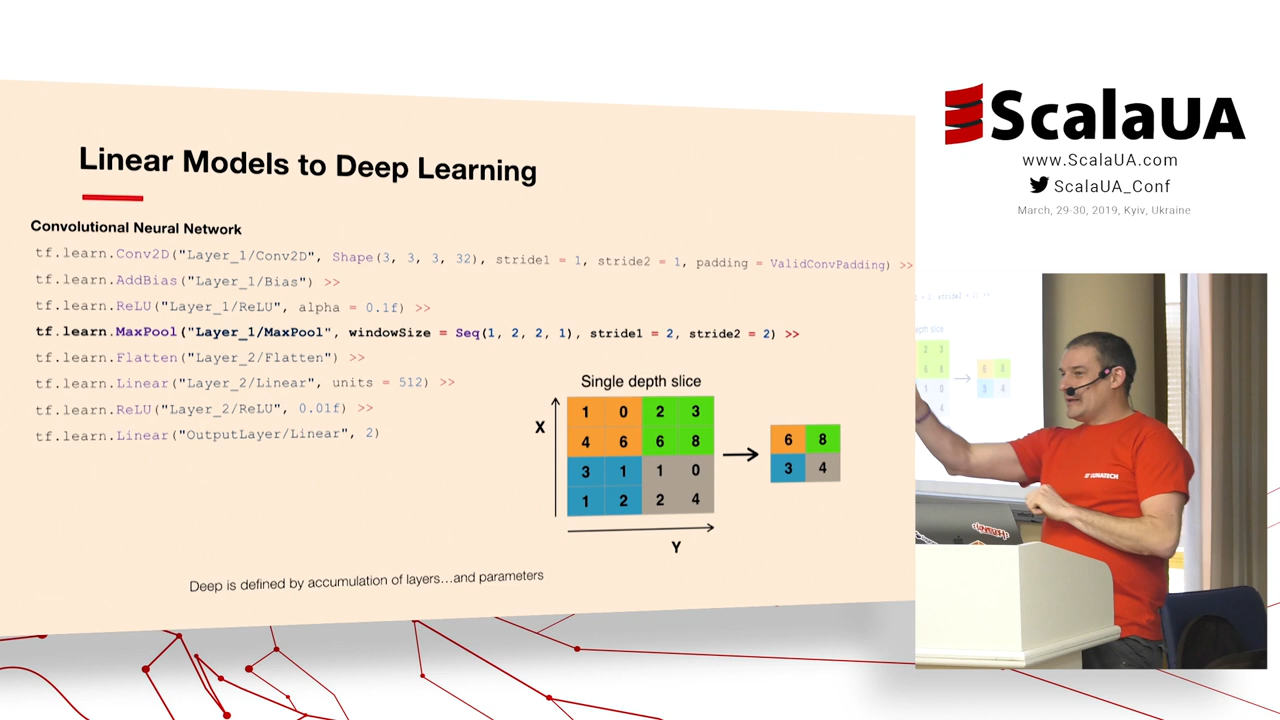 Linear Models to Deep Learning
Convolutional Neural Network
tf.learn.Conv2D("Layer_1/Conv2D", Shape(3, 3, 3, 32), stride1 = 1, stride2 = 1, padding = ValidConvPadding) >>
tf.learn.AddBias("Layer_1/Bias") >>
tf.learn.ReLU("Layer_1/ReLU", alpha = 0.1f) >>
tf.learn.MaxPool("Layer_1/MaxPool", windowSize = Seq(1, 2, 2, 1), stride1 = 2, stride2 = 2) >>
tf.learn.Flatten("Layer_2/Flatten") >>
tf.learn.Linear("Layer_2/Linear", units = 512) >>
tf.learn.ReLU("Layer_2/ReLU", 0.01f) >>
tf.learn.Linear("OutputLayer/Linear", 2)
Single depth slice
X
1 0 2 3
4 6 6 8
3 1 1 0
1 2 2 4
6 8
3 4
Y
Deep is defined by accumulation of layers...and parameters
ScalaUA
www.ScalaUA.com
ScalaUA_Conf
March, 29-30, 2019, Kyiv, Ukraine
LUNATECH